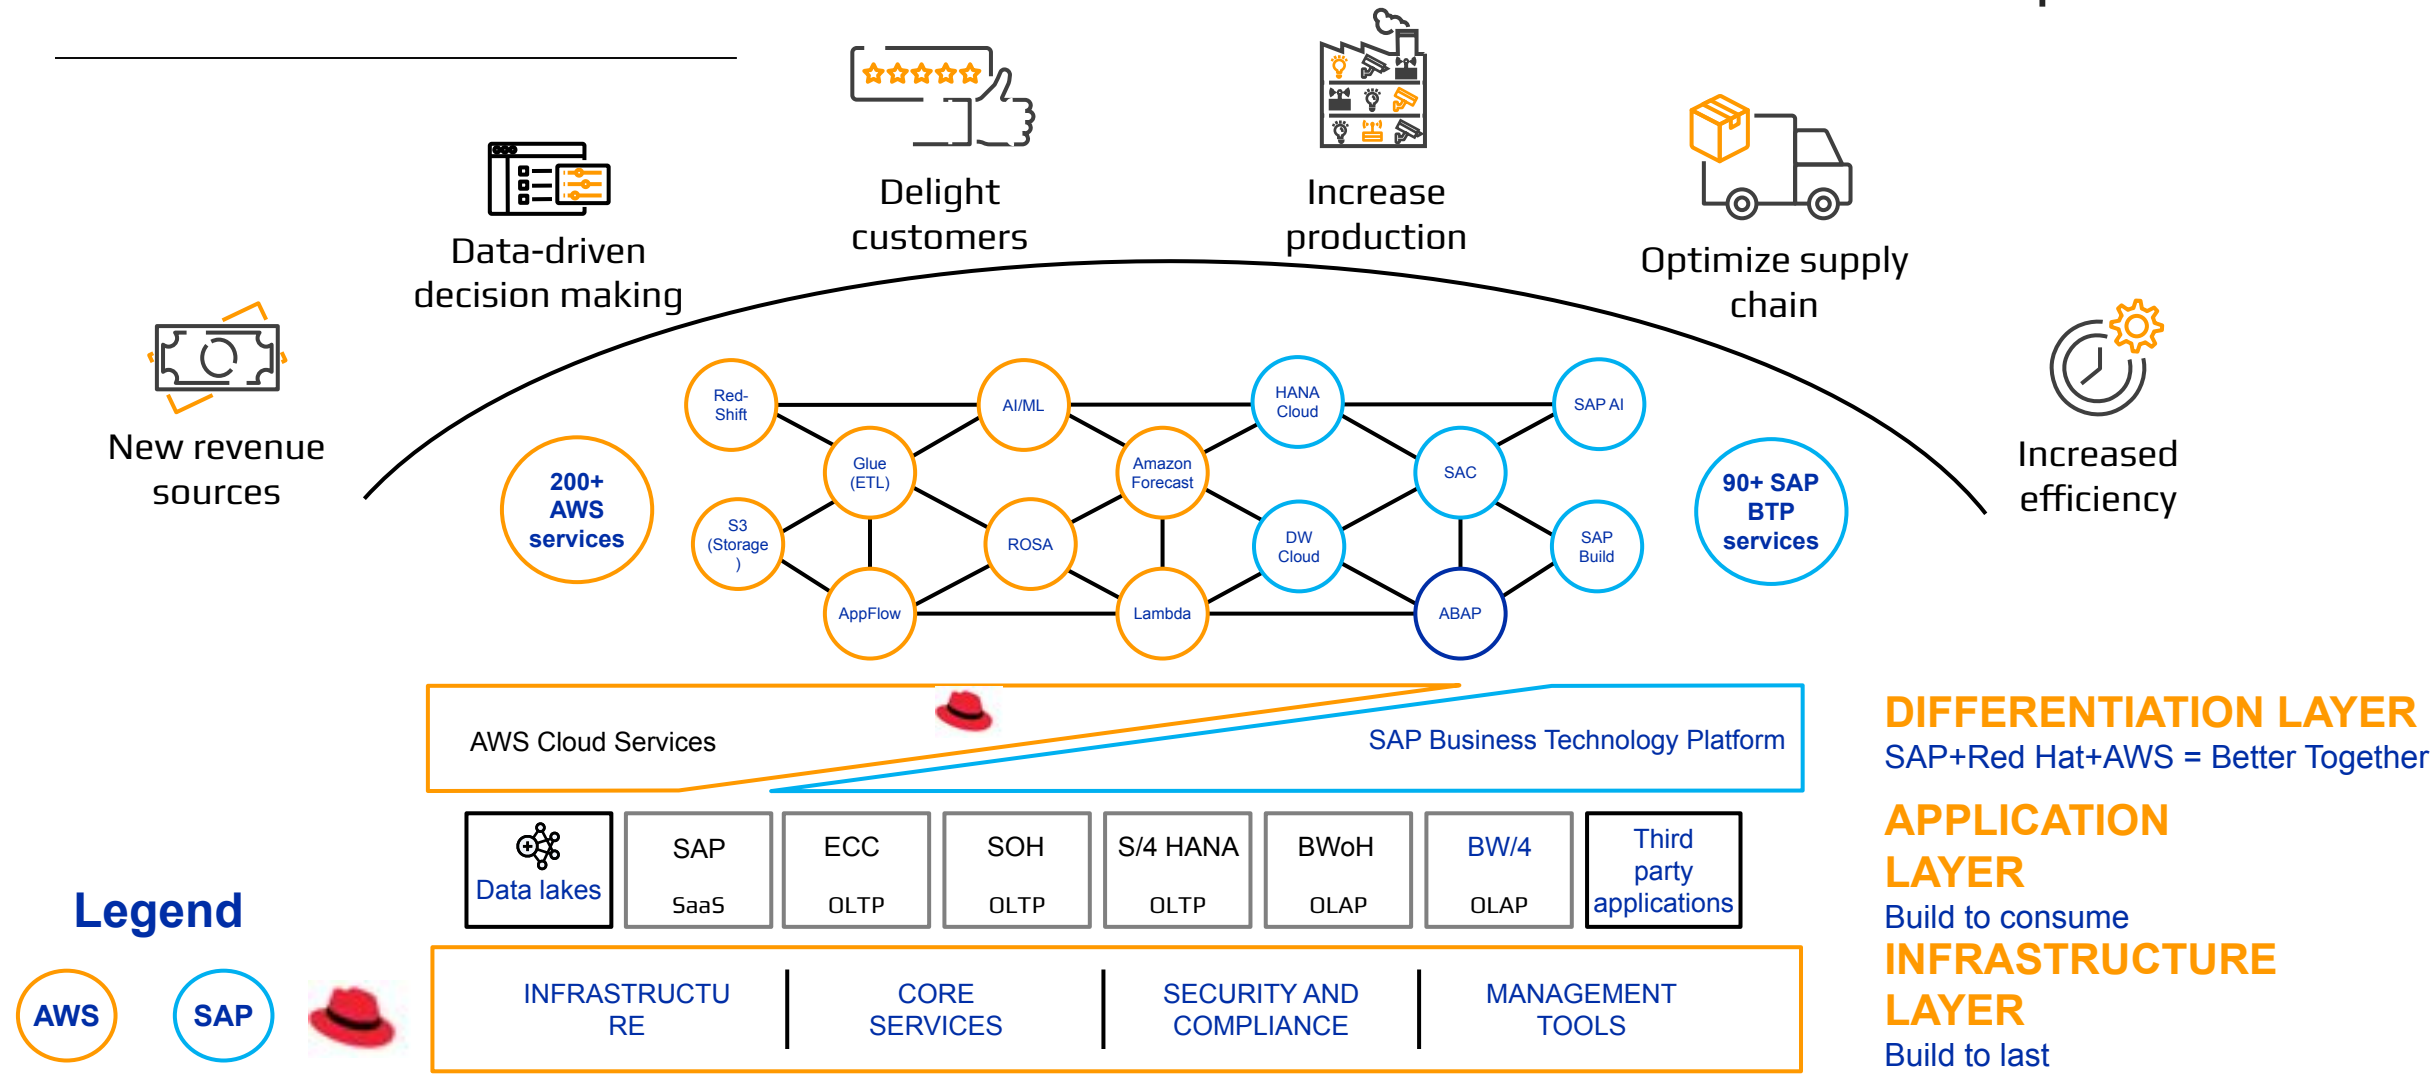 Delight
customers
Increase
production
Data-driven
decision making
Optimize supply
chain
New revenue
sources
Increased
efficiency
200+
AWS
services
Red-
Shift
AI/ML
HANA
Cloud
SAP AI
Glue
(ETL)
Amazon
Forecast
SAC
S3
(Storage
)
ROSA
DW
Cloud
SAP
Build
AppFlow
Lambda
ABAP
90+ SAP
BTP
services
AWS Cloud Services
SAP Business Technology Platform
DIFFERENTIATION LAYER
SAP+Red Hat+AWS = Better Together
Data lakes
SAP
SaaS
ECC
OLTP
SOH
OLTP
S/4 HANA
OLTP
BWoH
OLAP
BW/4
OLAP
Third
party
applications
APPLICATION
LAYER
Build to consume
Legend
AWS
SAP
INFRASTRUCTU
RE
CORE
SERVICES
SECURITY AND
COMPLIANCE
MANAGEMENT
TOOLS
INFRASTRUCTURE
LAYER
Build to last